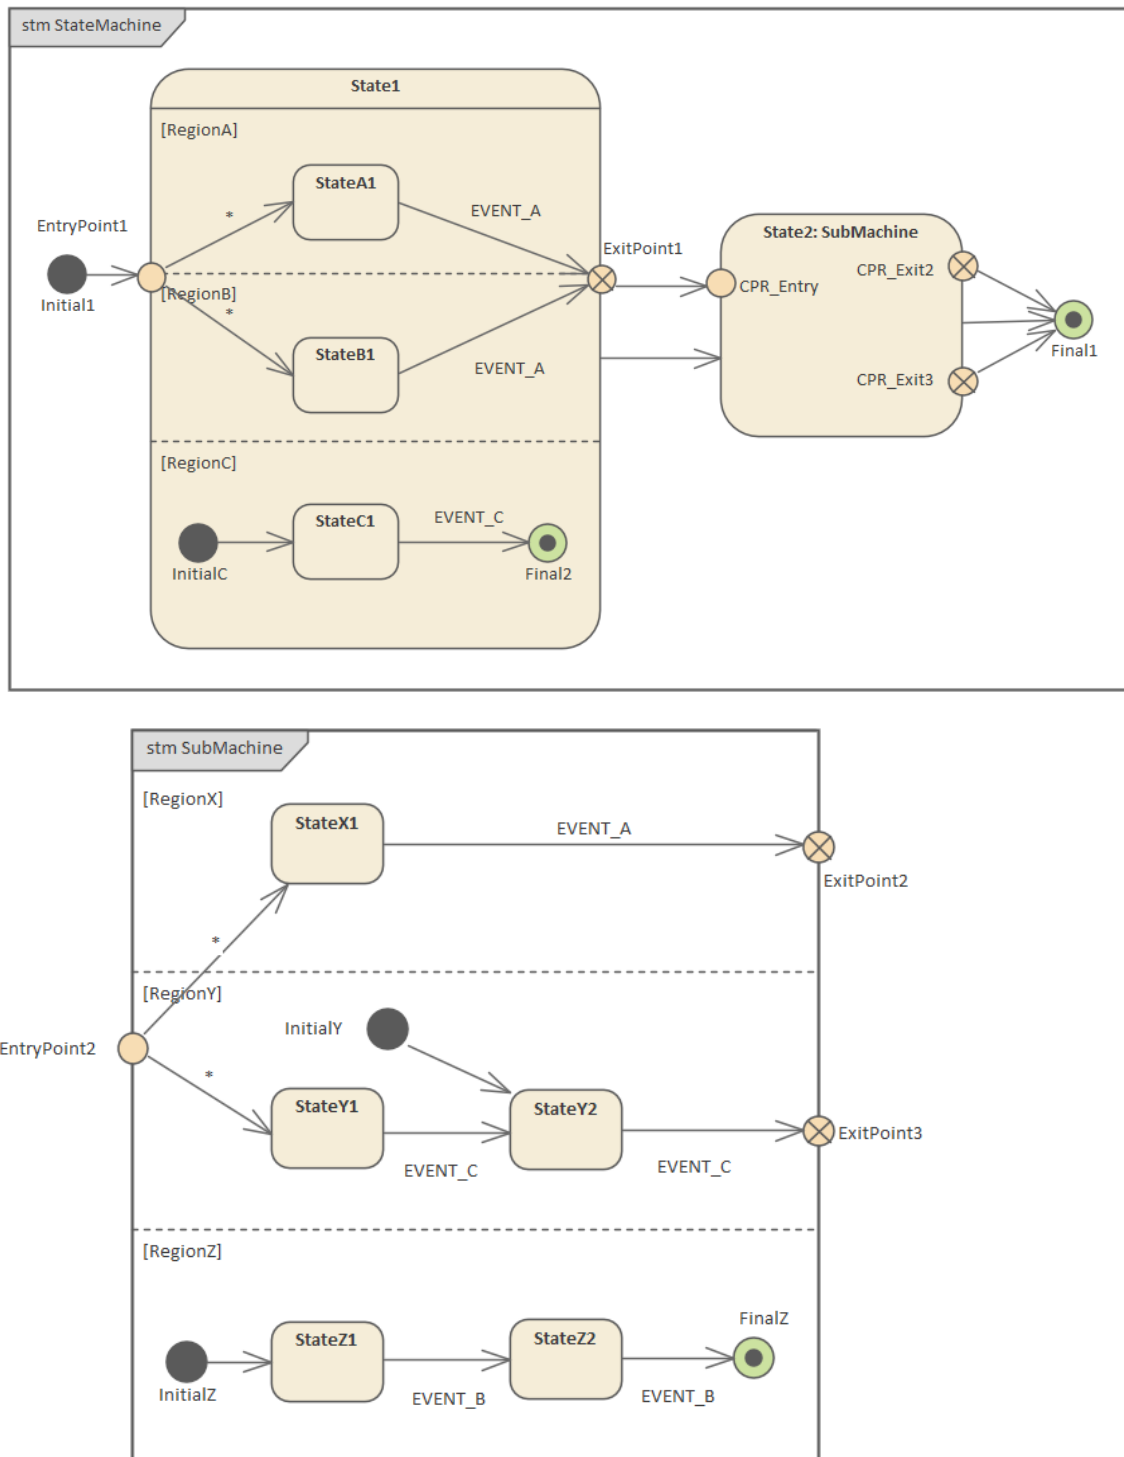 stm StateMachine
State1
[RegionA]
StateA1
*
EVENT_A
EntryPoint1
ExitPoint1
State2: SubMachine
CPR_Exit2
CPR_Entry
Initial1
[RegionB]
*
StateB1
EVENT_A
Final1
CPR_Exit3
[RegionC]
StateC1
EVENT_C
InitialC
Final2
stm SubMachine
[RegionX]
StateX1
EVENT_A
ExitPoint2
*
[RegionY]
InitialY
EntryPoint2
*
StateY1
StateY2
ExitPoint3
EVENT_C
EVENT_C
[RegionZ]
FinalZ
StateZ1
StateZ2
InitialZ
EVENT_B
EVENT_B